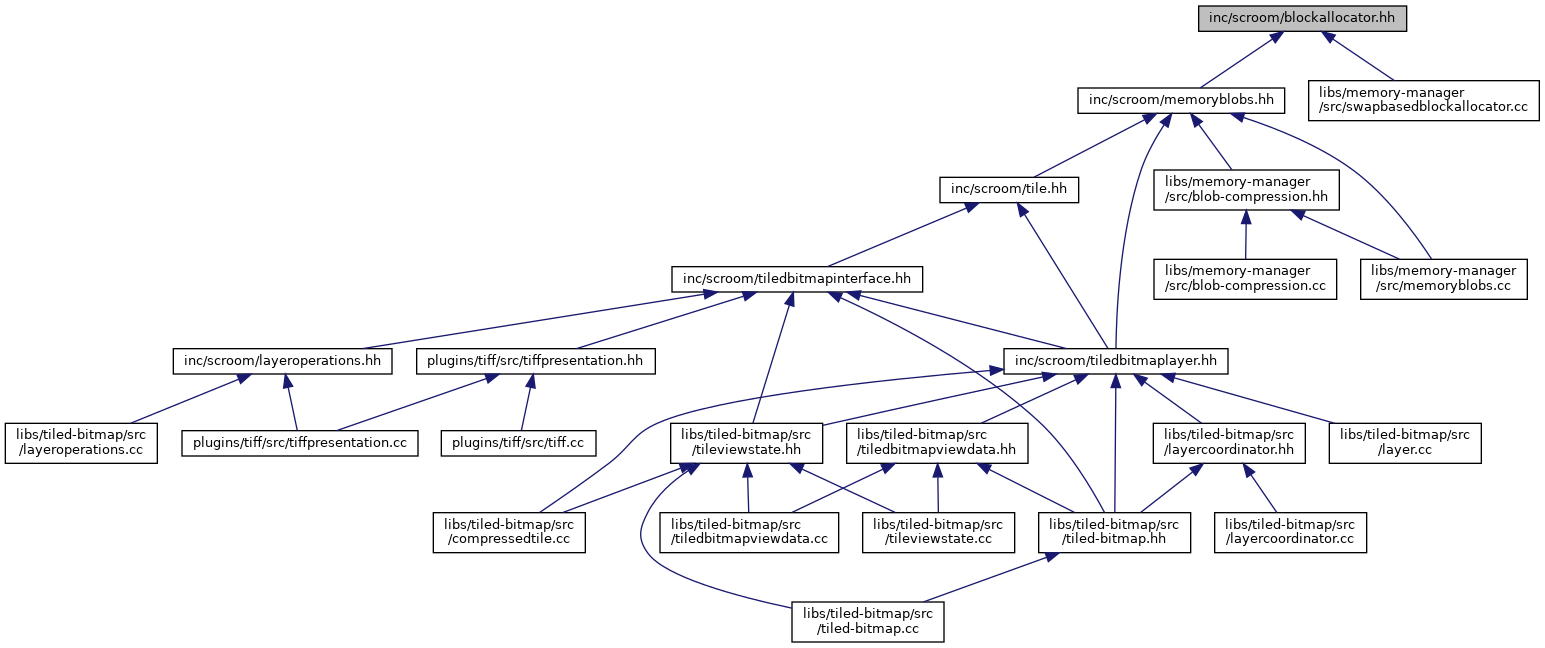 inc/scroom/blockallocator.hh
inc/scroom/memoryblobs.hh
libs/memory-manager
/src/swapbasedblockallocator.cc
inc/scroom/tile.hh
libs/memory-manager
/src/blob-compression.hh
inc/scroom/tiledbitmapinterface.hh
libs/memory-manager
/src/blob-compression.cc
libs/memory-manager
/src/memoryblobs.cc
inc/scroom/layeroperations.hh
plugins/tiff/src/tiffpresentation.hh
inc/scroom/tiledbitmaplayer.hh
libs/tiled-bitmap/src
/layeroperations.cc
plugins/tiff/src/tiffpresentation.cc
plugins/tiff/src/tiff.cc
libs/tiled-bitmap/src
/tileviewstate.hh
libs/tiled-bitmap/src
/tiledbitmapviewdata.hh
libs/tiled-bitmap/src
/layercoordinator.hh
libs/tiled-bitmap/src
/layer.cc
libs/tiled-bitmap/src
/compressedtile.cc
libs/tiled-bitmap/src
/tiledbitmapviewdata.cc
libs/tiled-bitmap/src
/tileviewstate.cc
libs/tiled-bitmap/src
/tiled-bitmap.hh
libs/tiled-bitmap/src
/layercoordinator.cc
libs/tiled-bitmap/src
/tiled-bitmap.cc